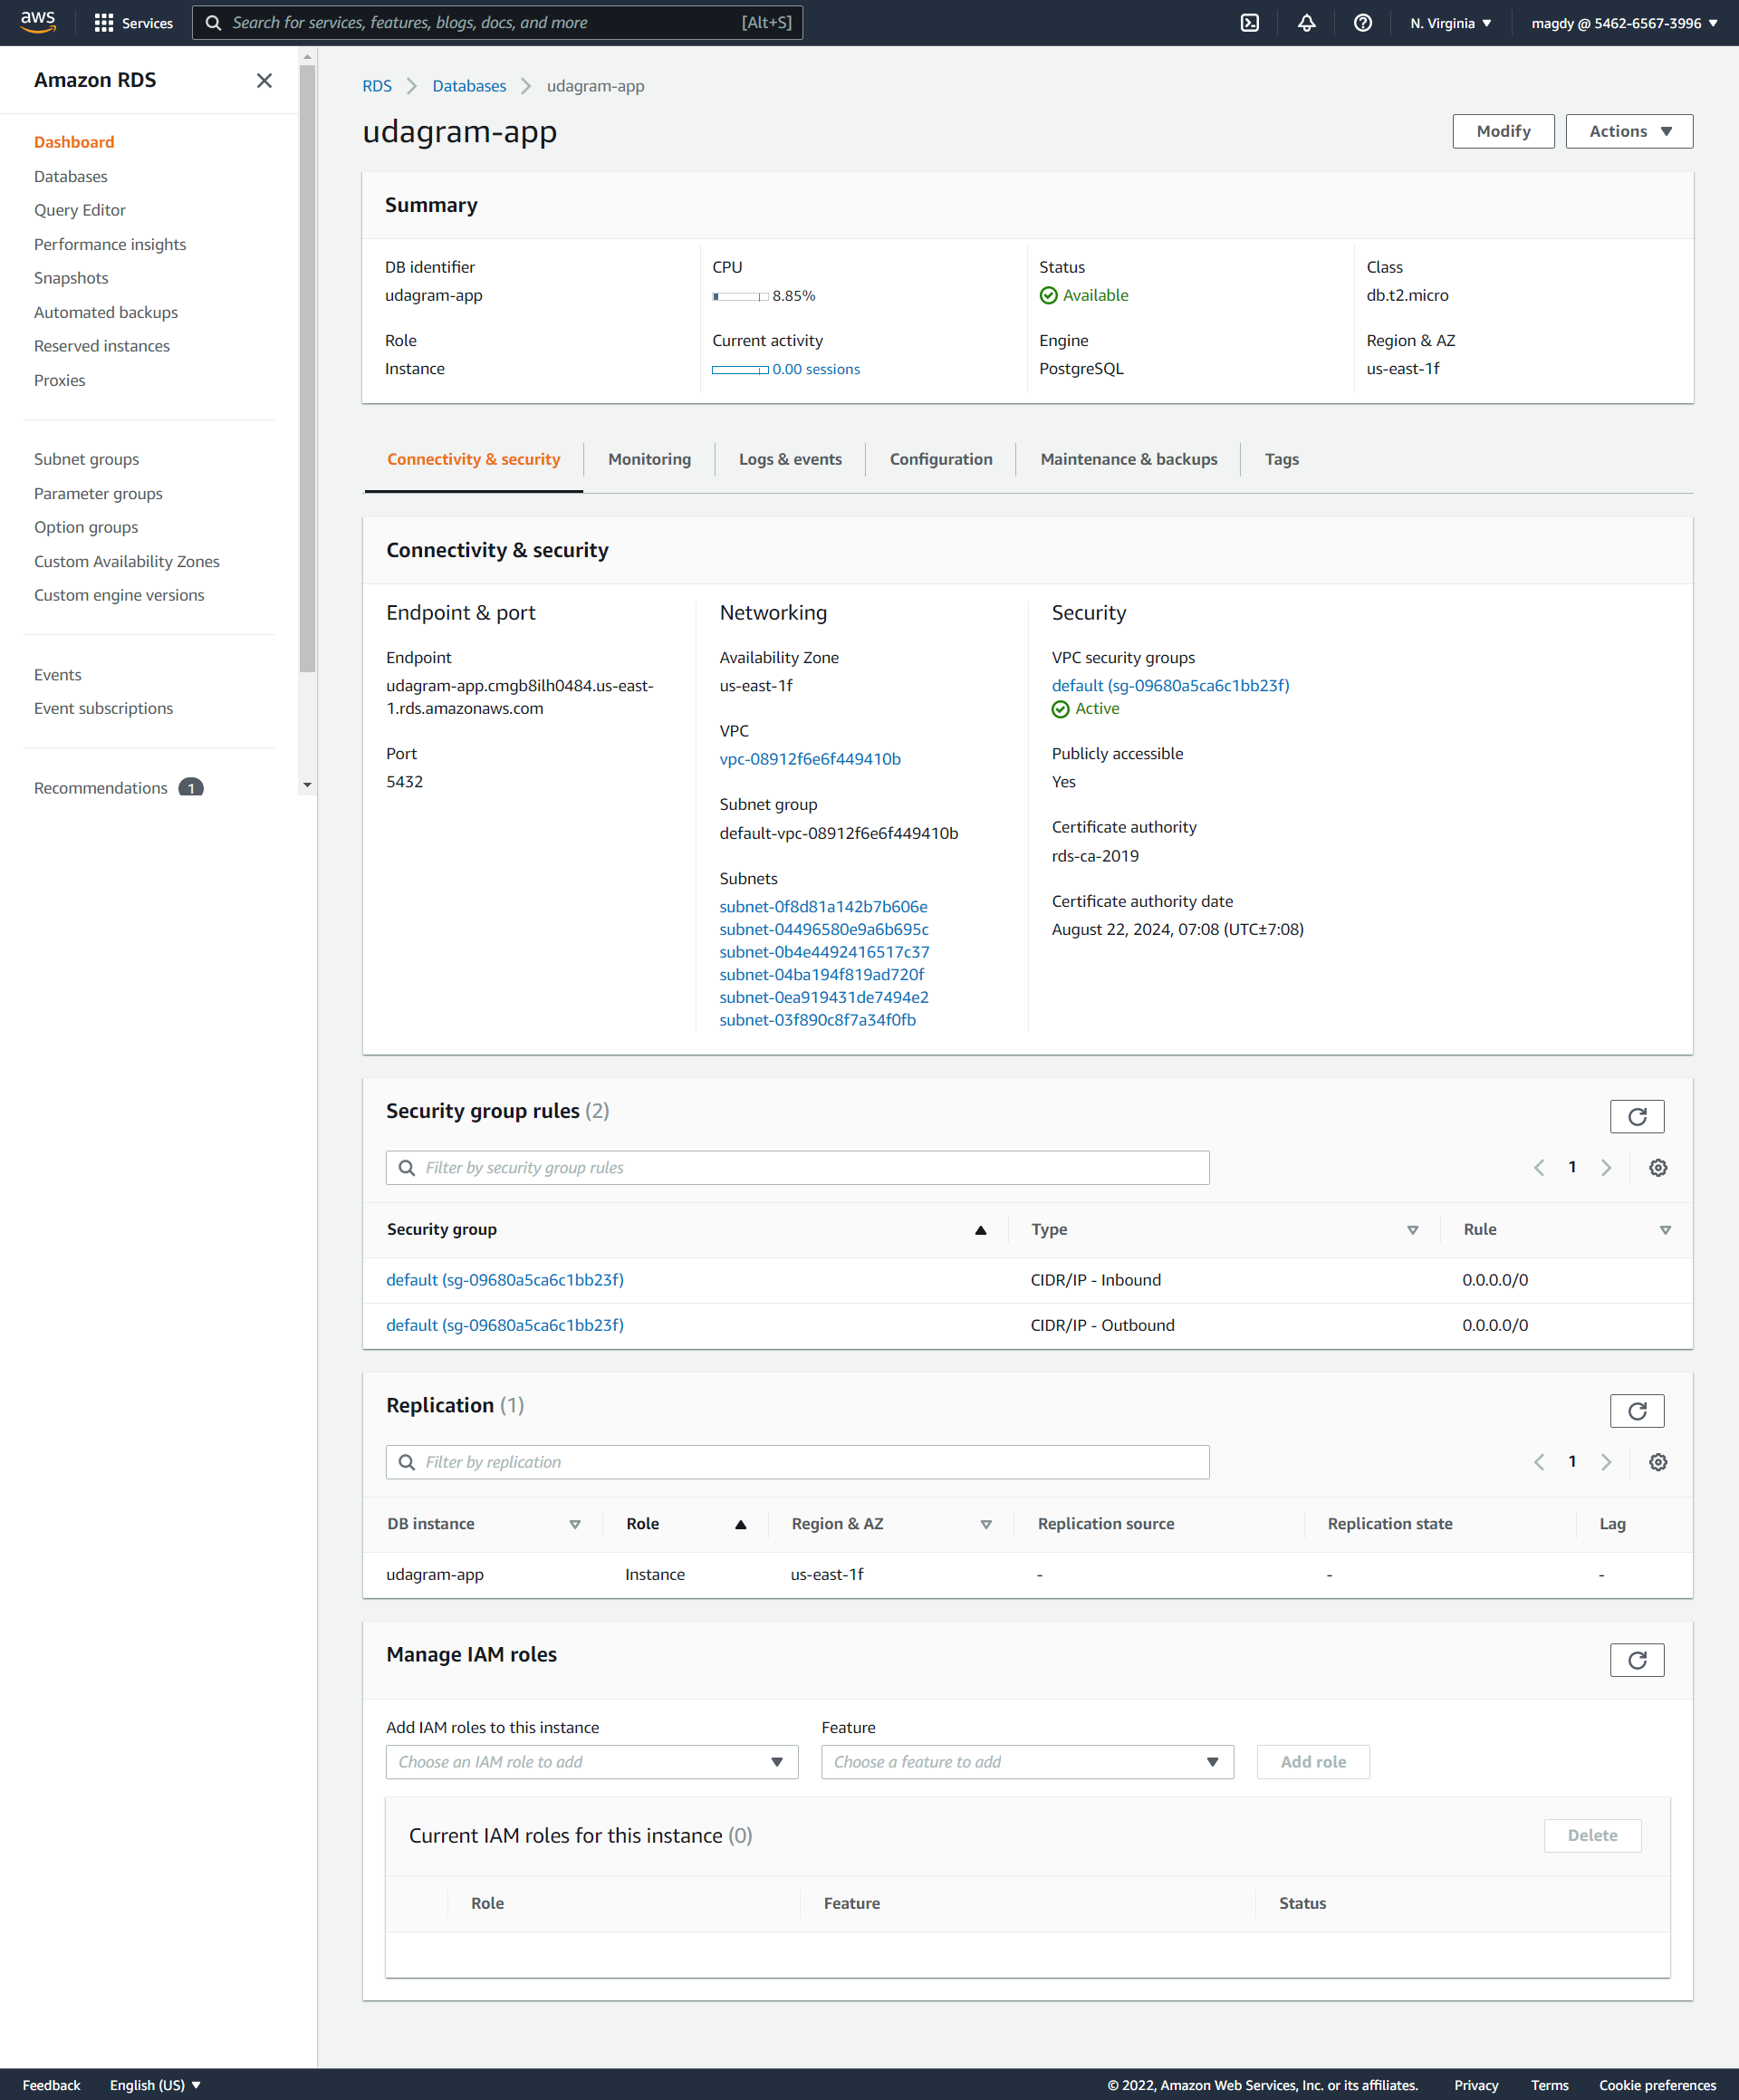 aws
Services
Search for services, features, blogs, docs, and more [Alt+S]
N. Virginia
magdy @ 5462-6567-3996
Amazon RDS
Dashboard
Databases
Query Editor
Performance insights
Snapshots
Automated backups
Reserved instances
Proxies
Subnet groups
Parameter groups
Option groups
Custom Availability Zones
Custom engine versions
Events
Event subscriptions
Recommendations 1
RDS > Databases > udagram-app
udagram-app
Modify
Actions
Summary
DB identifier
udagram-app
CPU
8.85%
Status
Available
Class
db.t2.micro
Role
Instance
Current activity
0.00 sessions
Engine
PostgreSQL
Region & AZ
us-east-1f
Connectivity & security
Monitoring
Logs & events
Configuration
Maintenance & backups
Tags
Connectivity & security
Endpoint & port
Endpoint
udagram-app.cmgb8ilh0484.us-east-
1.rds.amazonaws.com
Port
5432
Networking
Availability Zone
us-east-1f
VPC
vpc-08912f6e6f449410b
Subnet group
default-vpc-08912f6e6f449410b
Subnets
subnet-0f8d81a142b7b606e
subnet-04496580e9a6b695c
subnet-0b4e4492416517c37
subnet-04ba194f819ad720f
subnet-0ea919431de7494e2
subnet-03f890c8f7a34f0fb
Security
VPC security groups
default (sg-09680a5ca6c1bb23f)
Active
Publicly accessible
Yes
Certificate authority
rds-ca-2019
Certificate authority date
August 22, 2024, 07:08 (UTC±7:08)
Security group rules (2)
Filter by security group rules
1
Security group Type Rule
default (sg-09680a5ca6c1bb23f) CIDR/IP - Inbound 0.0.0.0/0
default (sg-09680a5ca6c1bb23f) CIDR/IP - Outbound 0.0.0.0/0
Replication (1)
Filter by replication
1
DB instance Role Region & AZ Replication source Replication state Lag
udagram-app Instance us-east-1f - - -
Manage IAM roles
Add IAM roles to this instance
Choose an IAM role to add
Feature
Choose a feature to add
Add role
Current IAM roles for this instance (0)
Delete
Role Feature Status
Feedback English (US) © 2022, Amazon Web Services, Inc. or its affiliates. Privacy Terms Cookie preferences